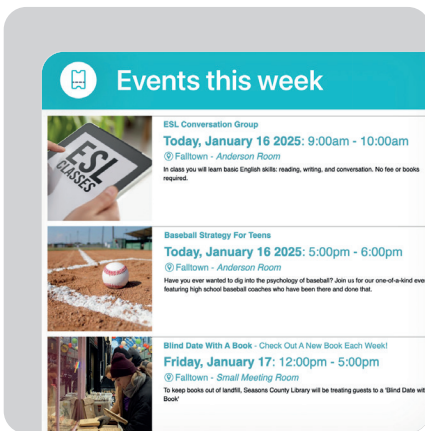 Events this week
ESL CLASSES
ESL Conversation Group
Today, January 16 2025: 9:00am - 10:00am
Falltown - Anderson Room
In class you will learn basic English skills: reading, writing, and conversation. No fee or books
required.
Baseball Strategy For Teens
Today, January 16 2025: 5:00pm - 6:00pm
Falltown - Anderson Room
Have you ever wanted to dig into the psychology of baseball? Join us for our one-of-a-kind
featuring high school baseball coaches who have been there and done that.
Blind Date With A Book - Check Out A New Book Each Week!
Friday, January 17: 12:00pm - 5:00pm
Falltown - Small Meeting Room
To keep books out of landfill, Seasons County Library will be treating guests to a 'Blind Date
Book'